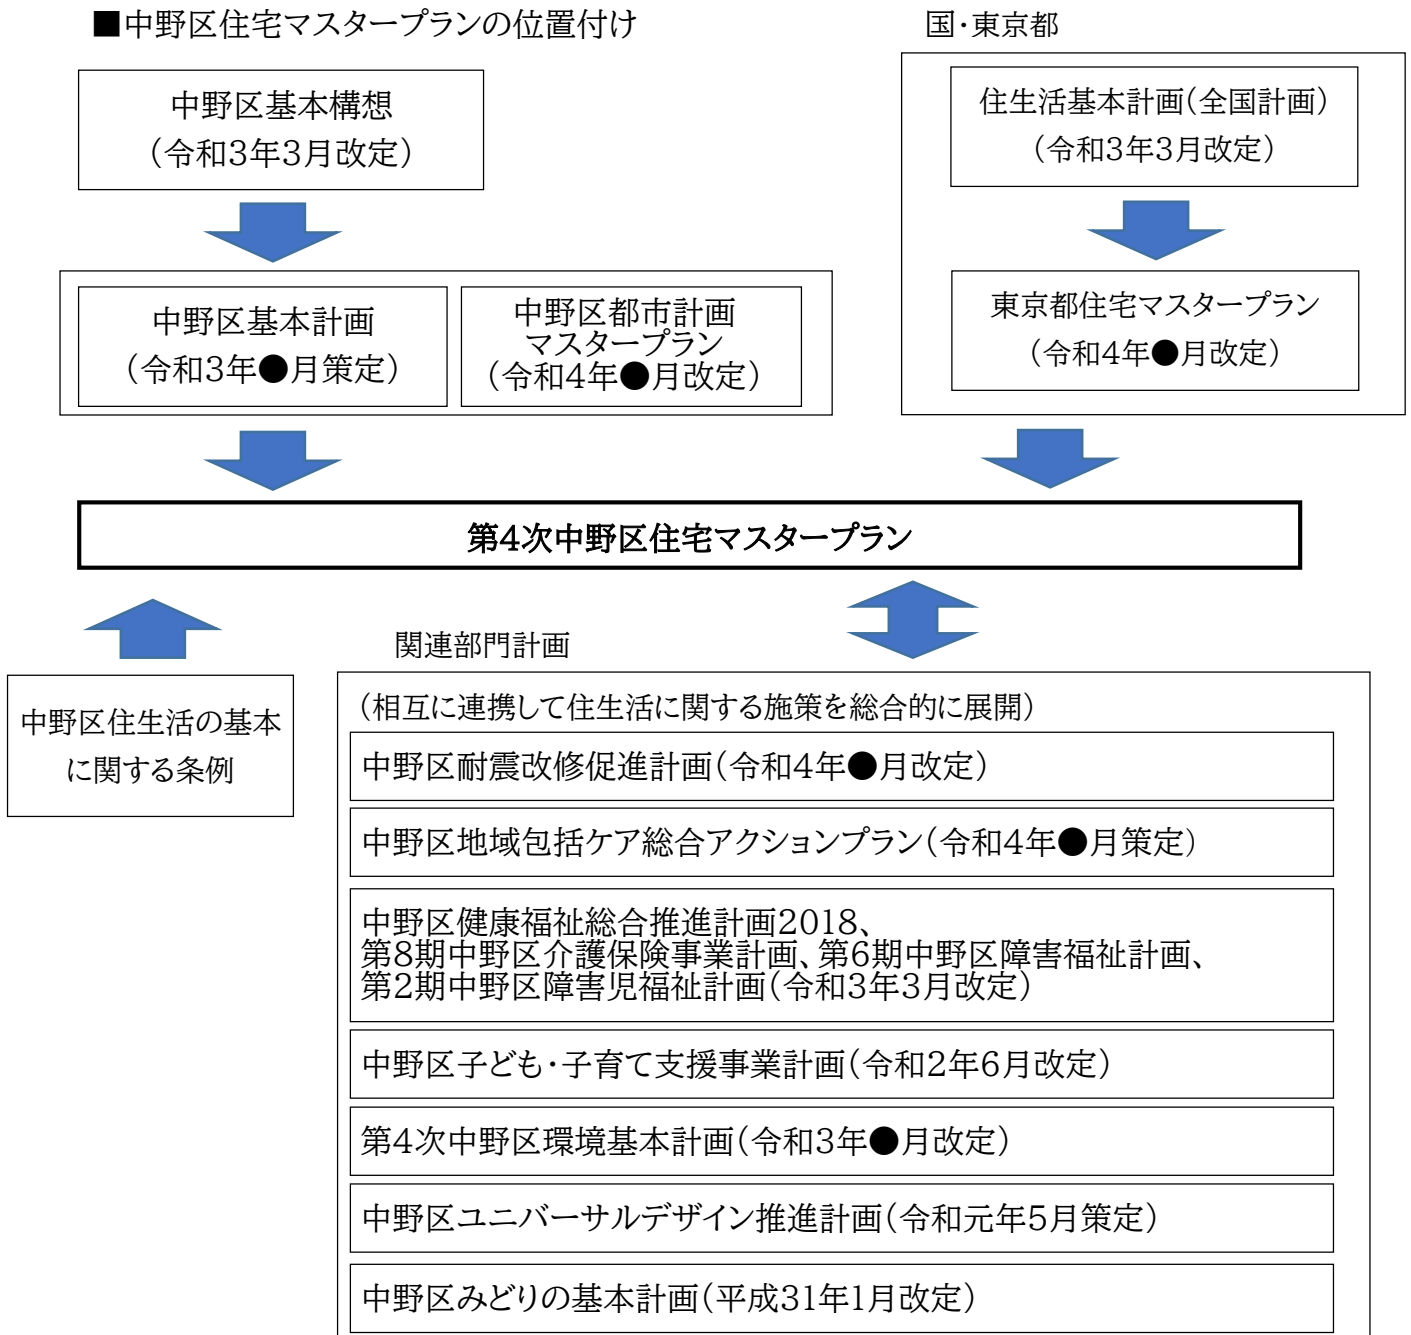 ■中野区住宅マスタープランの位置付け
中野区基本構想
（令和3年3月改定）
中野区基本計画
（令和3年●月策定）
中野区都市計画
マスタープラン
（令和4年●月改定）
国・東京都
住生活基本計画（全国計画）
（令和3年3月改定）
東京都住宅マスタープラン
（令和4年●月改定）
第4次中野区住宅マスタープラン
中野区住生活の基本
に関する条例
関連部門計画
（相互に連携して住生活に関する施策を総合的に展開）
中野区耐震改修促進計画（令和4年●月改定）
中野区地域包括ケア総合アクションプラン（令和4年●月策定）
中野区健康福祉総合推進計画2018、
第8期中野区介護保険事業計画、第6期中野区障害福祉計画、
第2期中野区障害児福祉計画（令和3年3月改定）
中野区子ども・子育て支援事業計画（令和2年6月改定）
第4次中野区環境基本計画（令和3年●月改定）
中野区ユニバーサルデザイン推進計画（令和元年5月策定）
中野区みどりの基本計画（平成31年1月改定）